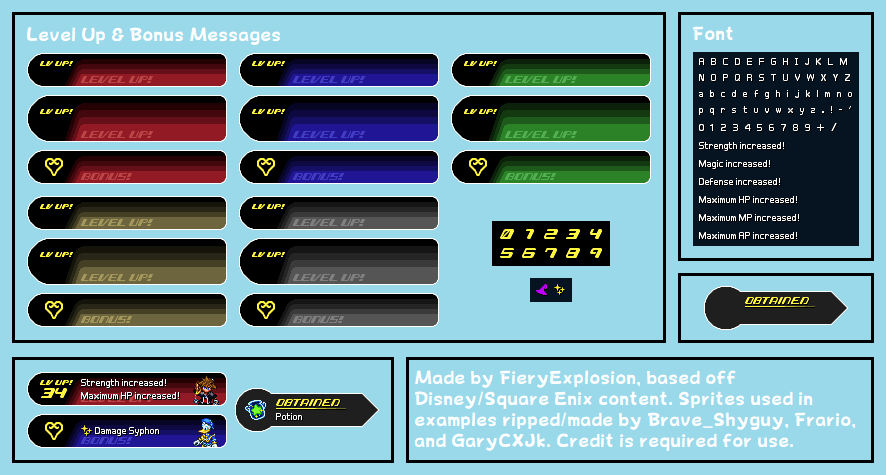 Level Up & Bonus Messages
LV UP! LEVEL UP!
LV UP! LEVEL UP!
LV UP! LEVEL UP!
LV UP! LEVEL UP!
LV UP! LEVEL UP!
LV UP! LEVEL UP!
BONUS!
BONUS!
BONUS!
LV UP! LEVEL UP!
LV UP! LEVEL UP!
LV UP! LEVEL UP!
LV UP! LEVEL UP!
BONUS!
BONUS!
0 1 2 3 4
5 6 7 8 9
Font
A B C D E F G H I J K L M
N O P Q R S T U V W X Y Z
a b c d e f g h i j k l m n o
p q r s t u v w x y z . ! - '
0 1 2 3 4 5 6 7 8 9 + /
Strength increased!
Magic increased!
Defense increased!
Maximum HP increased!
Maximum MP increased!
Maximum AP increased!
OBTAINED
LV UP! Strength increased!
34 Maximum HP increased!
Damage Syphon
BONUS!
OBTAINED
Potion
Made by FieryExplosion, based off
Disney/Square Enix content. Sprites used in
examples ripped/made by Brave_Shyguy, Frario,
and GaryCXJk. Credit is required for use.